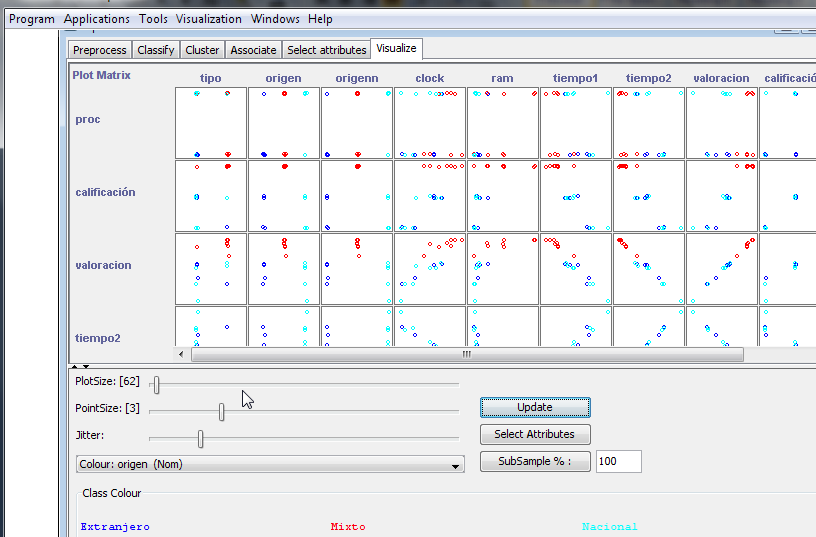 Program Applications Tools Visualization Windows Help
Preprocess Classify Cluster Associate Select attributes Visualize
Plot Matrix tipo origen origenn clock ram tiempo1 tiempo2 valoracion calificació
proc
calificación
valoracion
tiempo2
PlotSize: [62]
PointSize: [3] Update
Jitter: Select Attributes
Colour: origen (Nom) SubSample % : 100
Class Colour
Extranjero Mixto Nacional